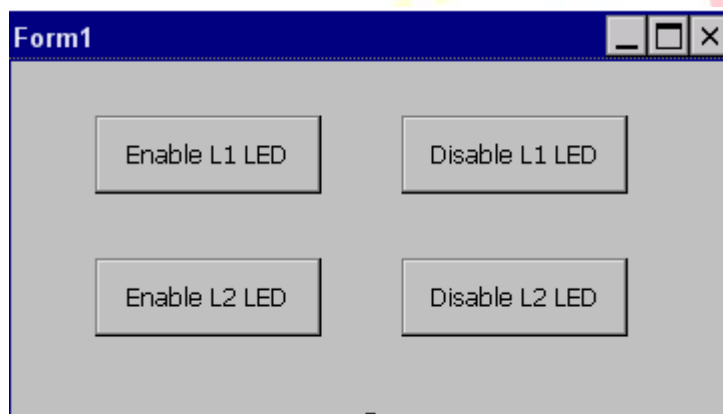 Form1
Enable L1 LED
Disable L1 LED
Enable L2 LED
Disable L2 LED